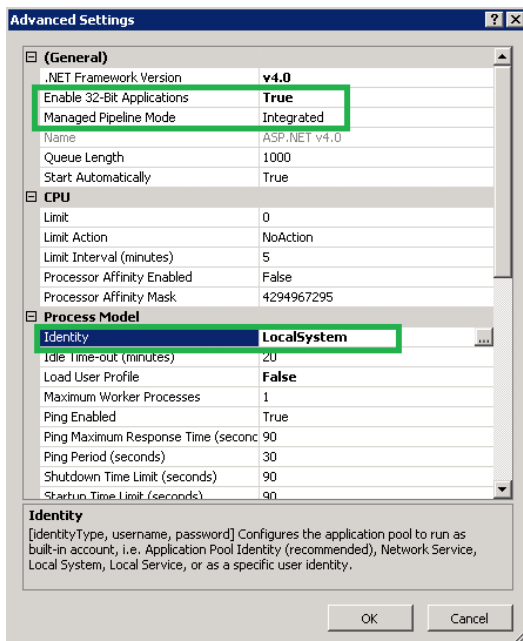 Advanced Settings
(General)
.NET Framework Version v4.0
Enable 32-Bit Applications True
Managed Pipeline Mode Integrated
Name ASP.NET v4.0
Queue Length 1000
Start Automatically True
CPU
Limit 0
Limit Action NoAction
Limit Interval (minutes) 5
Processor Affinity Enabled False
Processor Affinity Mask 4294967295
Process Model
Identity LocalSystem ...
Idle Time-out (minutes) 20
Load User Profile False
Maximum Worker Processes 1
Ping Enabled True
Ping Maximum Response Time (seconc 90
Ping Period (seconds) 30
Shutdown Time Limit (seconds) 90
Startup Time Limit (seconds) 90
Identity
[identityType, username, password] Configures the application pool to run as
built-in account, i.e. Application Pool Identity (recommended), Network Service,
Local System, Local Service, or as a specific user identity.
OK Cancel